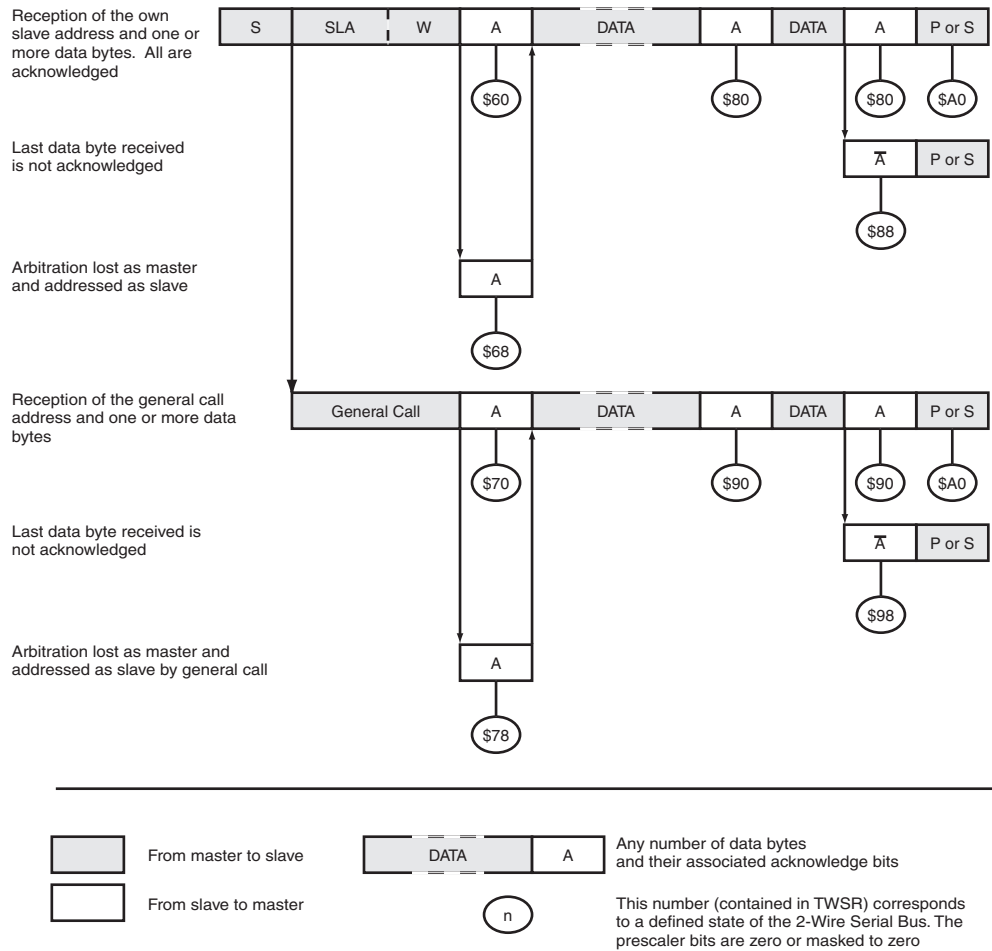 Reception of the own
slave address and one or
more data bytes. All are
acknowledged
S SLA W A DATA A DATA A P or S
$60 $80 $80 $A0
Last data byte received
is not acknowledged
A̅ P or S
$88
Arbitration lost as master
and addressed as slave
A
$68
Reception of the general call
address and one or more data
bytes
General Call A DATA A DATA A P or S
$70 $90 $90 $A0
Last data byte received is
not acknowledged
A̅ P or S
$98
Arbitration lost as master and
addressed as slave by general call
A
$78
From master to slave
DATA A
Any number of data bytes
and their associated acknowledge bits
From slave to master
n
This number (contained in TWSR) corresponds
to a defined state of the 2-Wire Serial Bus. The
prescaler bits are zero or masked to zero